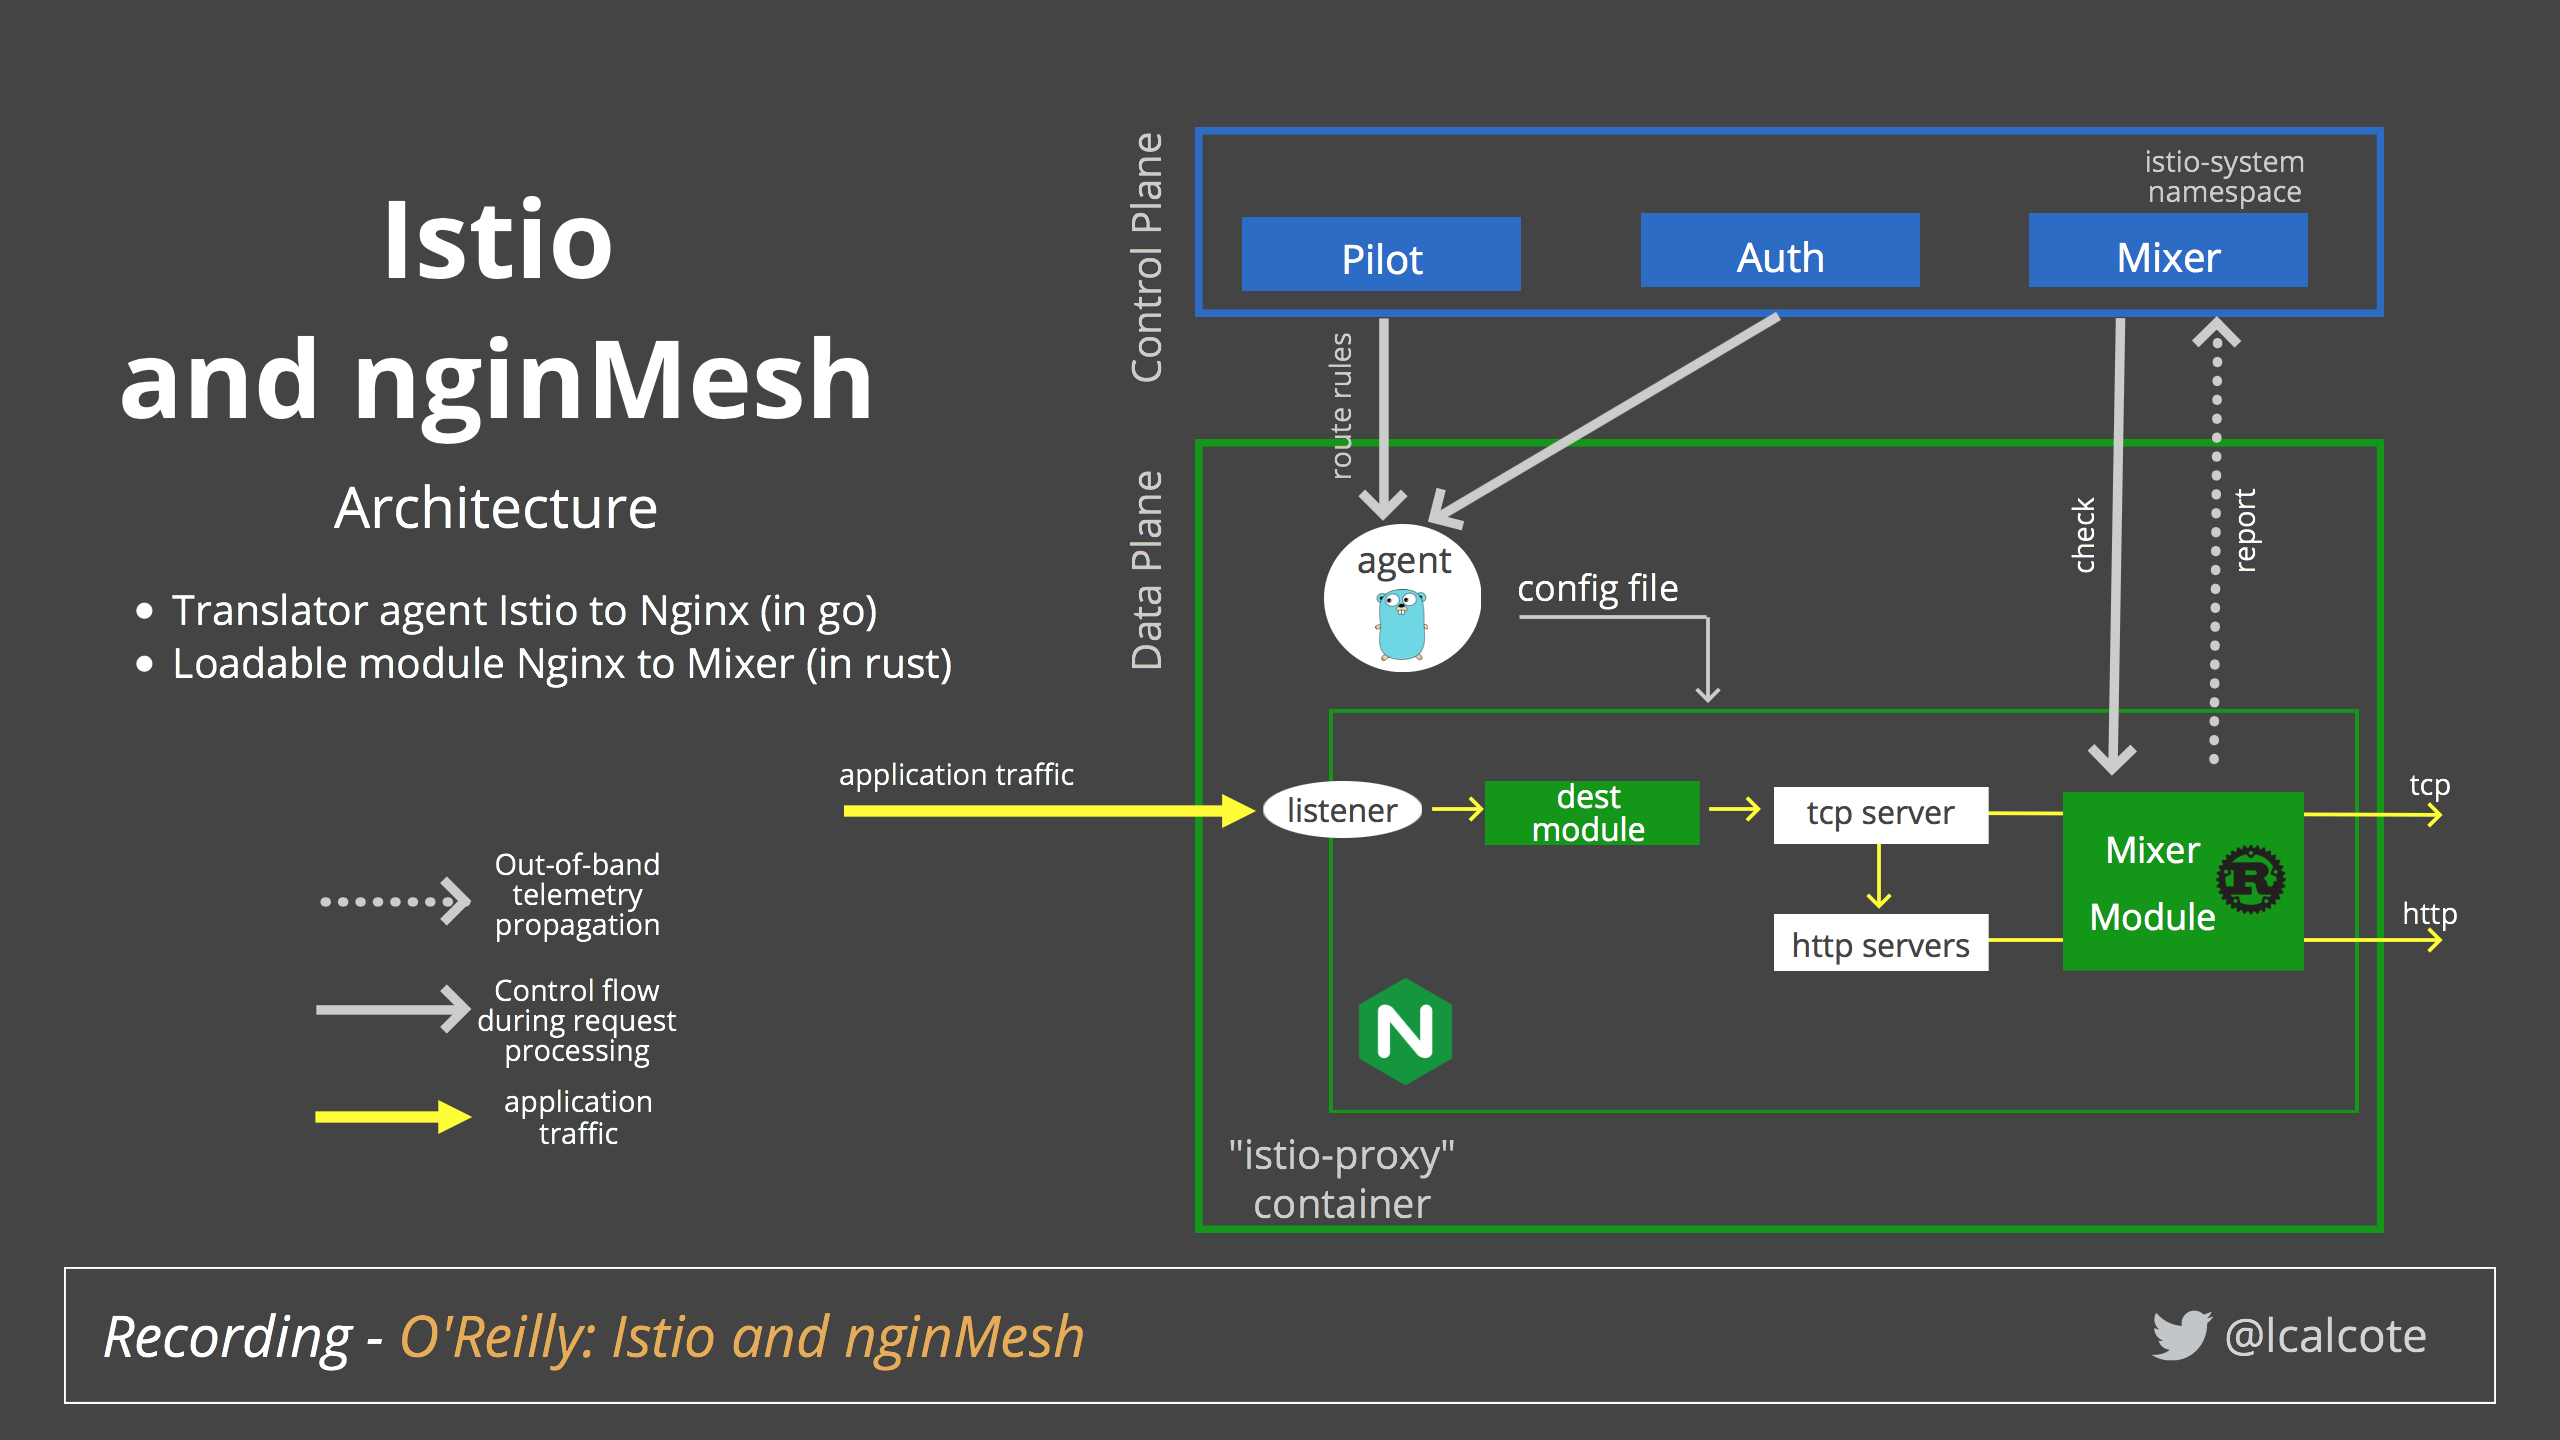 Istio
and nginMesh
Architecture
Translator agent Istio to Nginx (in go)
Loadable module Nginx to Mixer (in rust)
Out-of-band
telemetry
propagation
Control flow
during request
processing
application
traffic
application traffic
Control Plane
istio-system
namespace
Pilot
Auth
Mixer
route rules
Data Plane
agent
config file
check
report
listener
dest
module
tcp server
http servers
Mixer
Module
R
tcp
http
N
"istio-proxy"
container
Recording - O'Reilly: Istio and nginMesh
@lcalcote